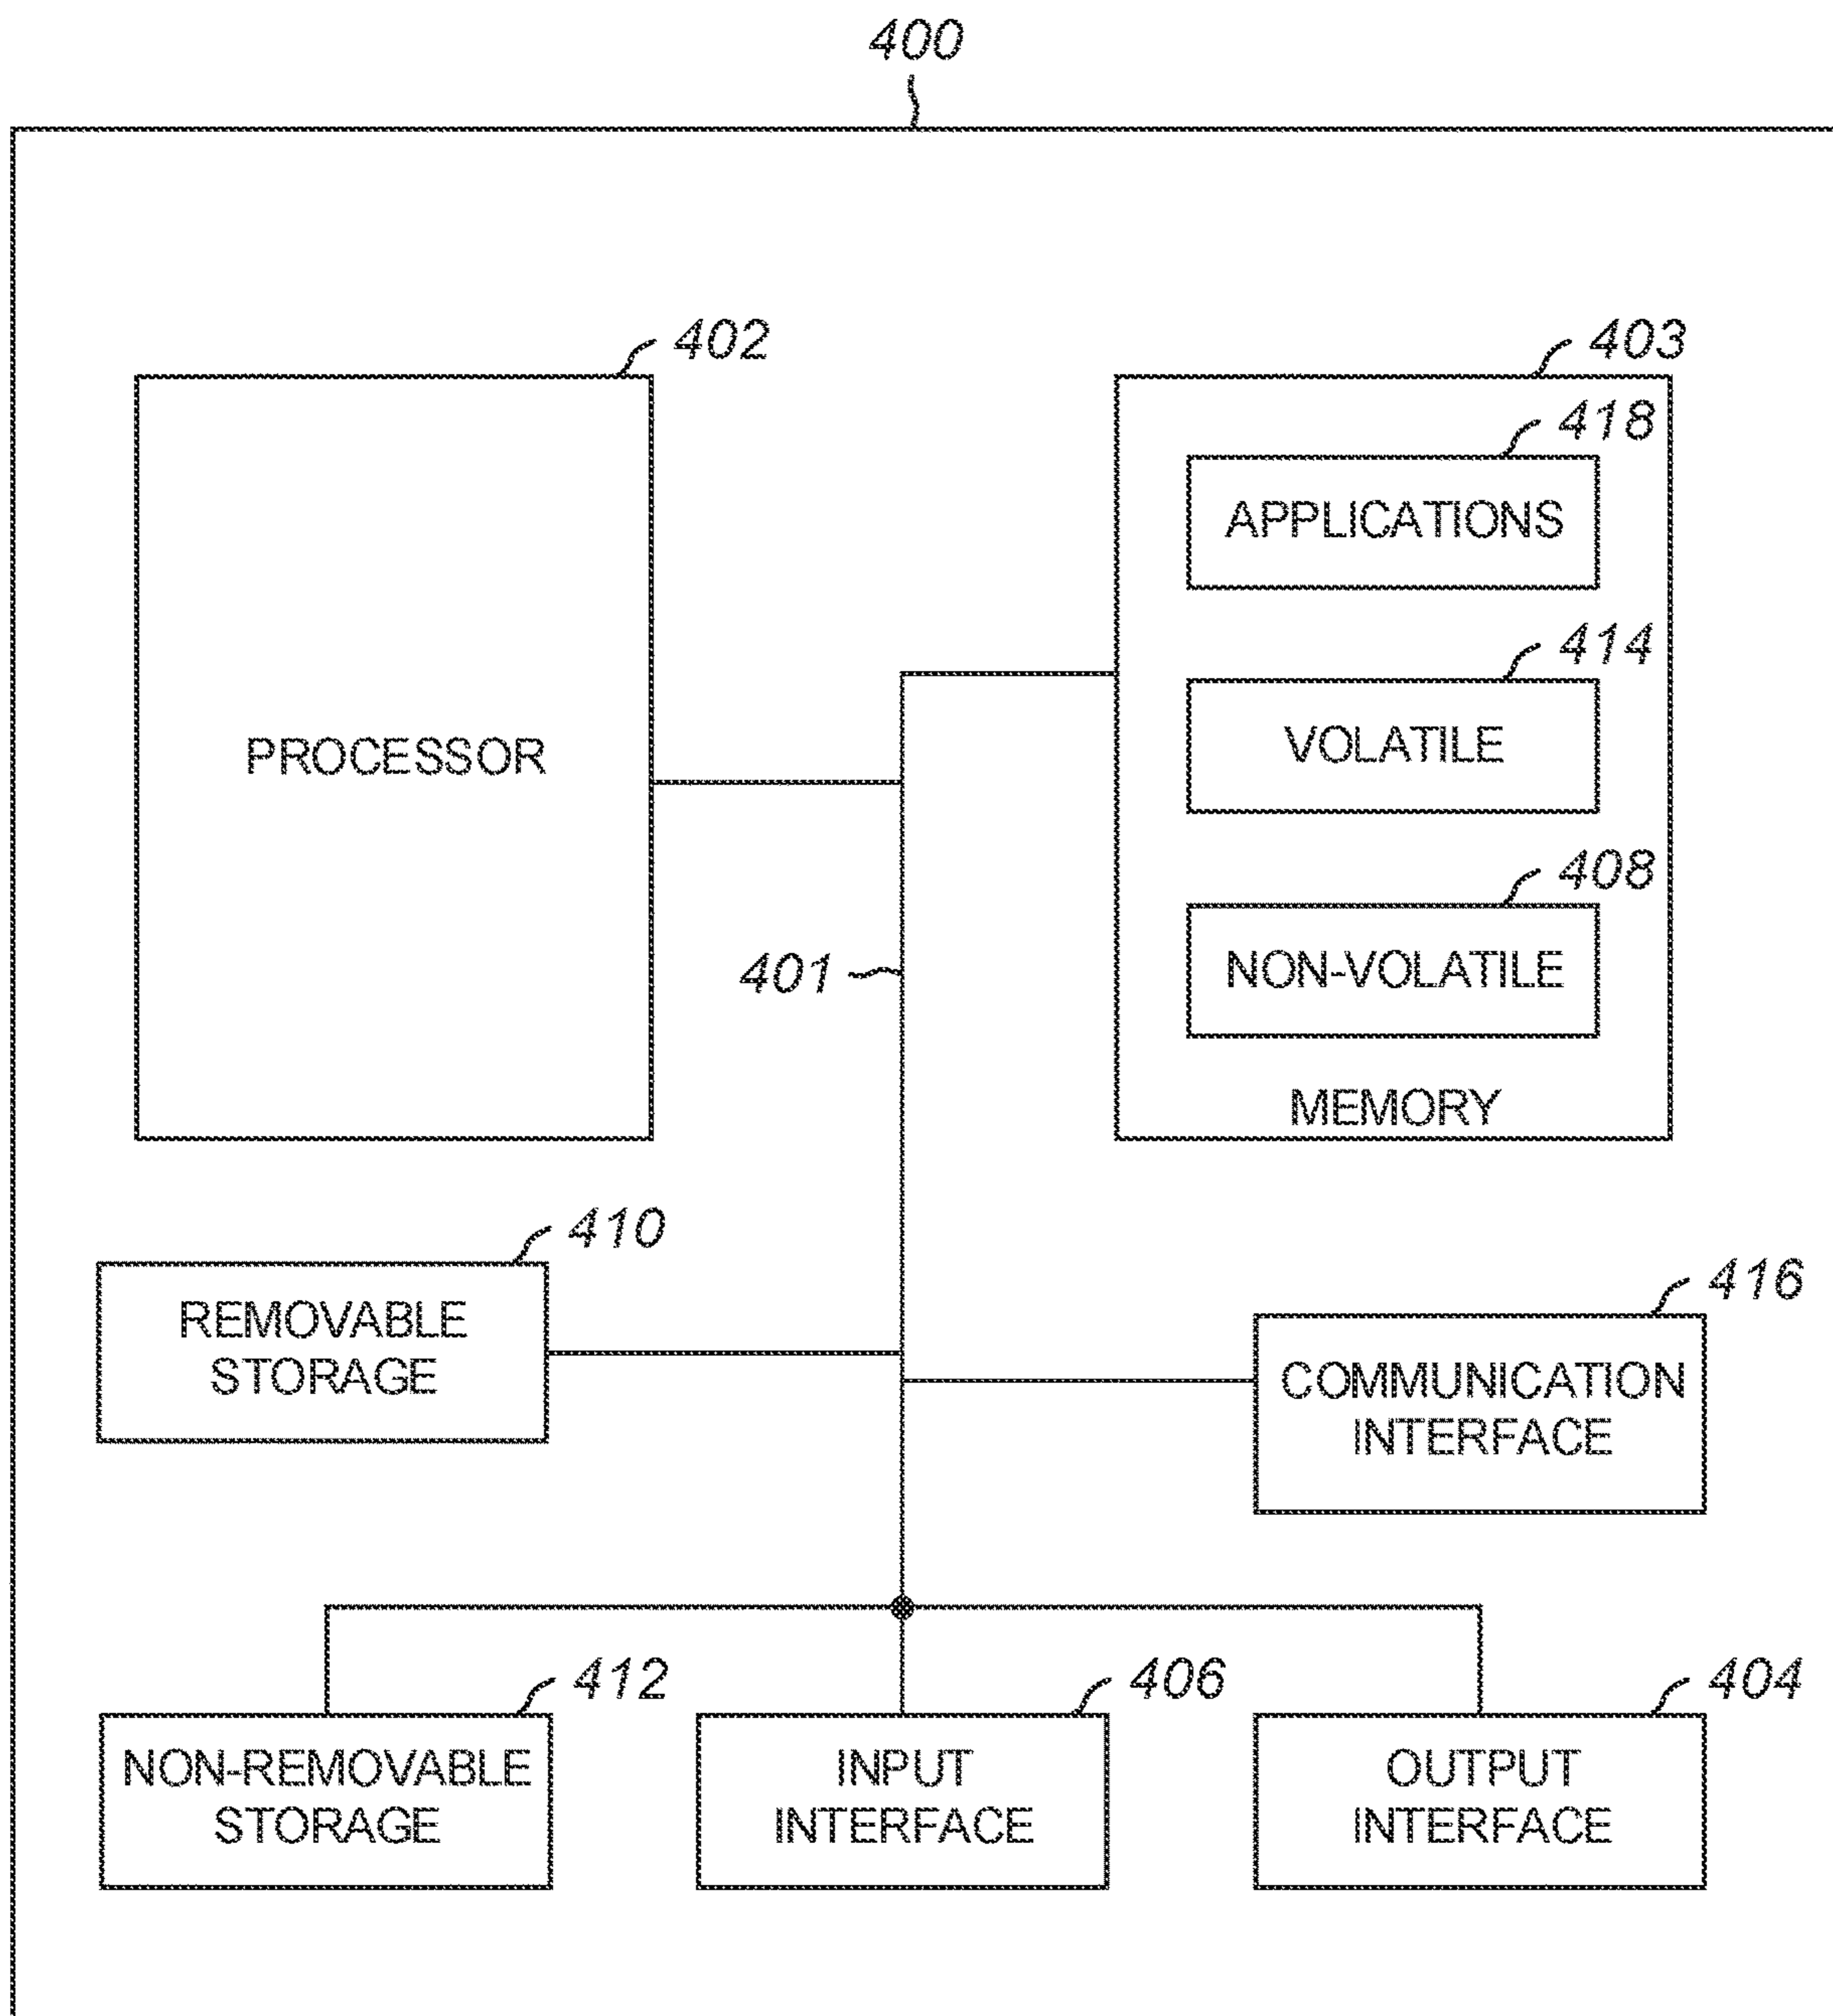 400
402
403
418
APPLICATIONS
414
VOLATILE
PROCESSOR
408
401
NON-VOLATILE
MEMORY
410
REMOVABLE
STORAGE
416
COMMUNICATION
INTERFACE
412
NON-REMOVABLE
STORAGE
406
INPUT
INTERFACE
404
OUTPUT
INTERFACE